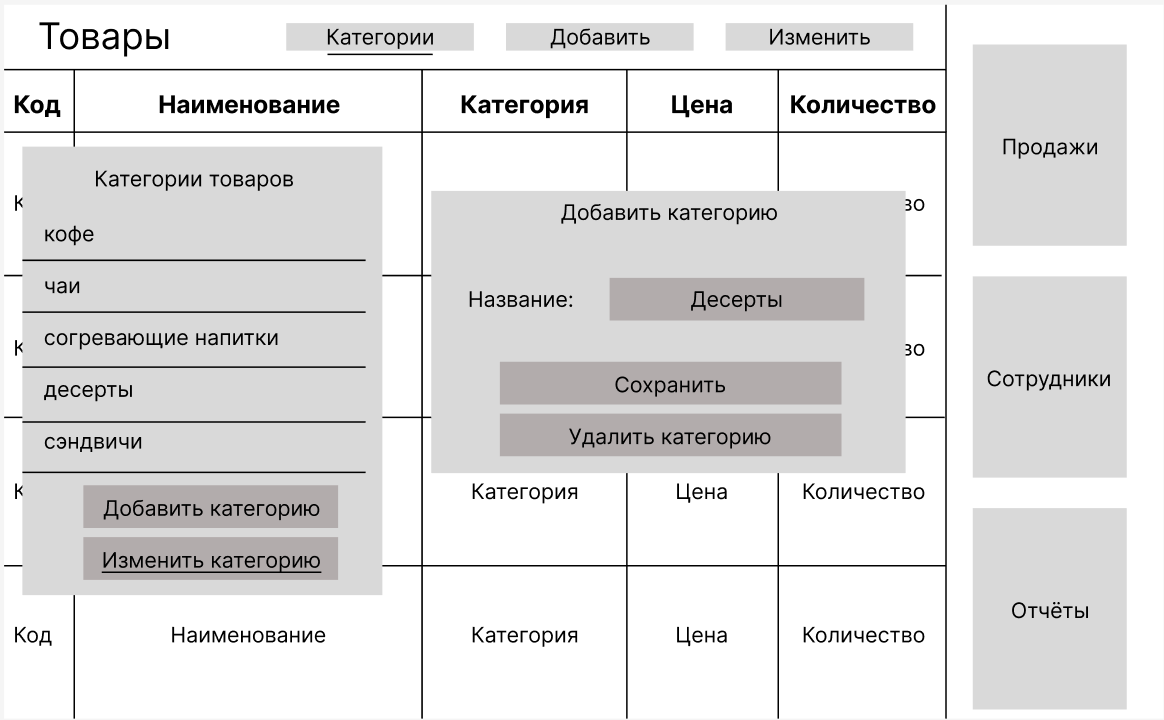 Товары
Категории
Добавить
Изменить
Код
Наименование
Категория
Цена
Количество
Категории товаров
кофе
чаи
согревающие напитки
десерты
сэндвичи
Добавить категорию
Изменить категорию
Добавить категорию
Название:
Десерты
Сохранить
Удалить категорию
Категория
Цена
Количество
Код
Наименование
Категория
Цена
Количество
Продажи
Сотрудники
Отчёты